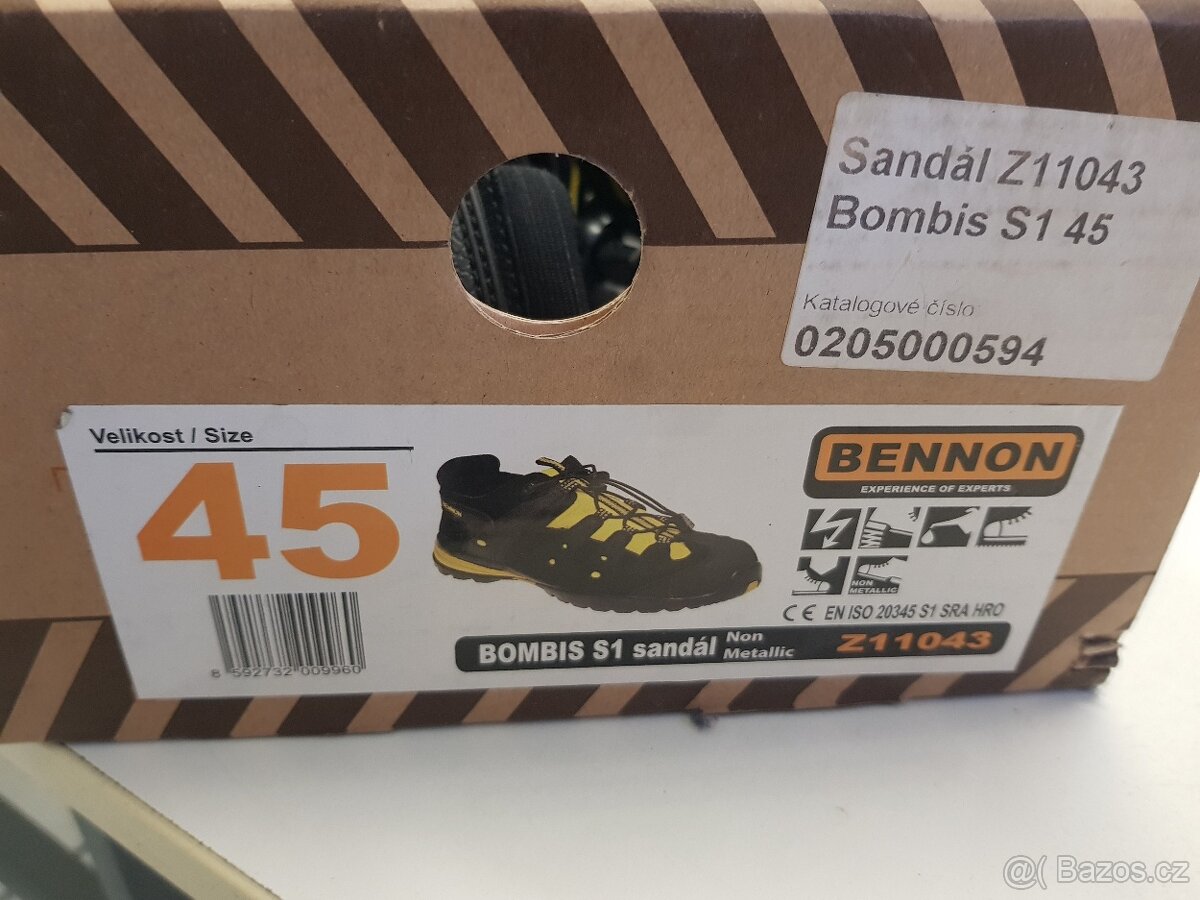 Sandál Z11043
Bombis S1 45
Katalogové číslo
0205000594
Velikost / Size
45
BENNON
EXPERIENCE OF EXPERTS
NON
METALLIC
CE EN ISO 20345 S1 SRA HRO
BOMBIS S1 sandál Non Metallic Z11043
8 592732 009960
@( Bazos.cz